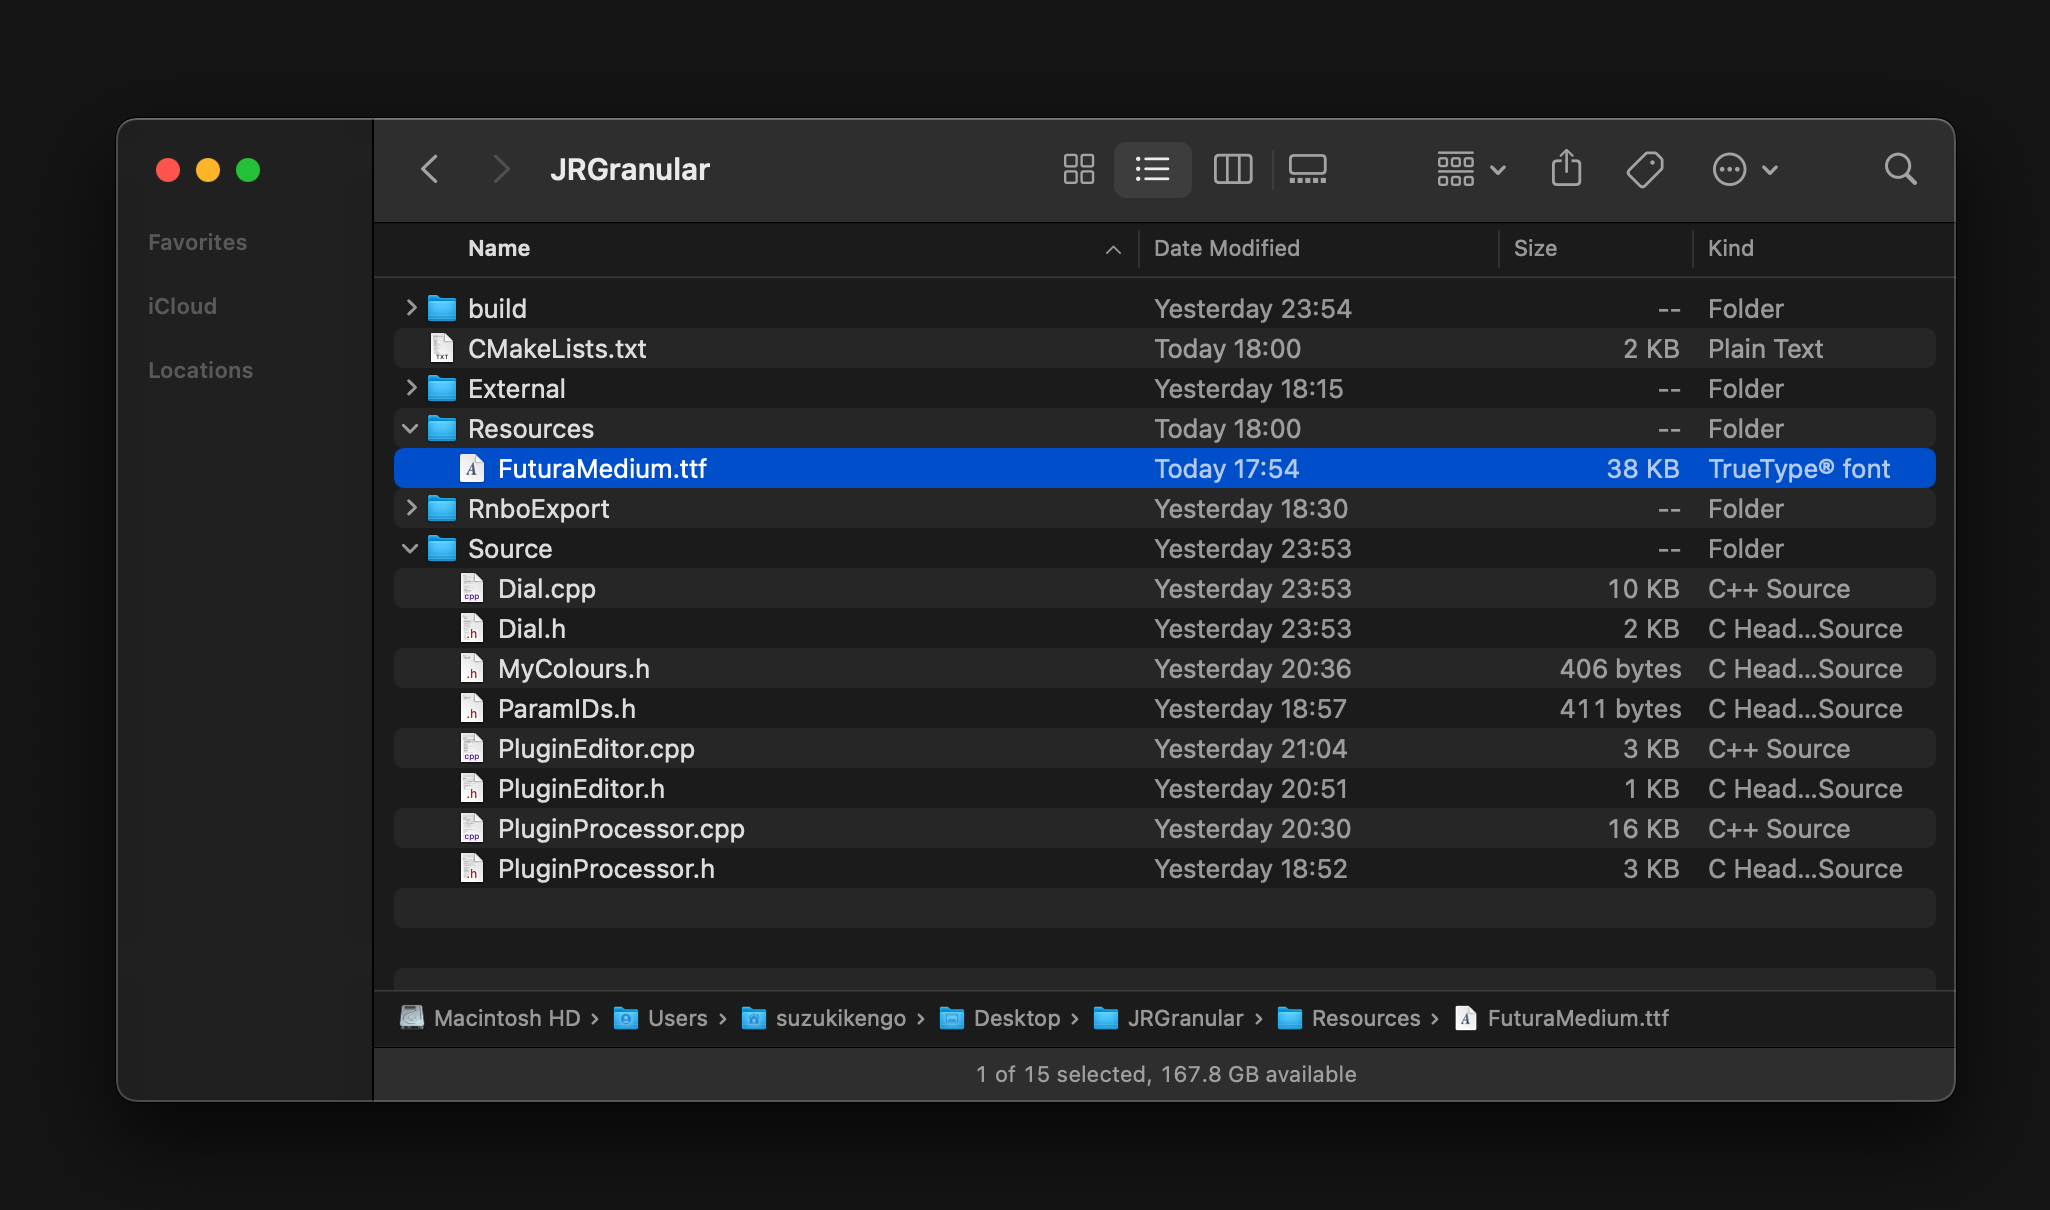 JRGranular
Favorites
iCloud
Locations
Name Date Modified Size Kind
build Yesterday 23:54 -- Folder
CMakeLists.txt Today 18:00 2 KB Plain Text
External Yesterday 18:15 -- Folder
Resources Today 18:00 -- Folder
FuturaMedium.ttf Today 17:54 38 KB TrueType® font
RnboExport Yesterday 18:30 -- Folder
Source Yesterday 23:53 -- Folder
Dial.cpp Yesterday 23:53 10 KB C++ Source
Dial.h Yesterday 23:53 2 KB C Head...Source
MyColours.h Yesterday 20:36 406 bytes C Head...Source
ParamIDs.h Yesterday 18:57 411 bytes C Head...Source
PluginEditor.cpp Yesterday 21:04 3 KB C++ Source
PluginEditor.h Yesterday 20:51 1 KB C Head...Source
PluginProcessor.cpp Yesterday 20:30 16 KB C++ Source
PluginProcessor.h Yesterday 18:52 3 KB C Head...Source
Macintosh HD › Users › suzukikengo › Desktop › JRGranular › Resources › FuturaMedium.ttf
1 of 15 selected, 167.8 GB available